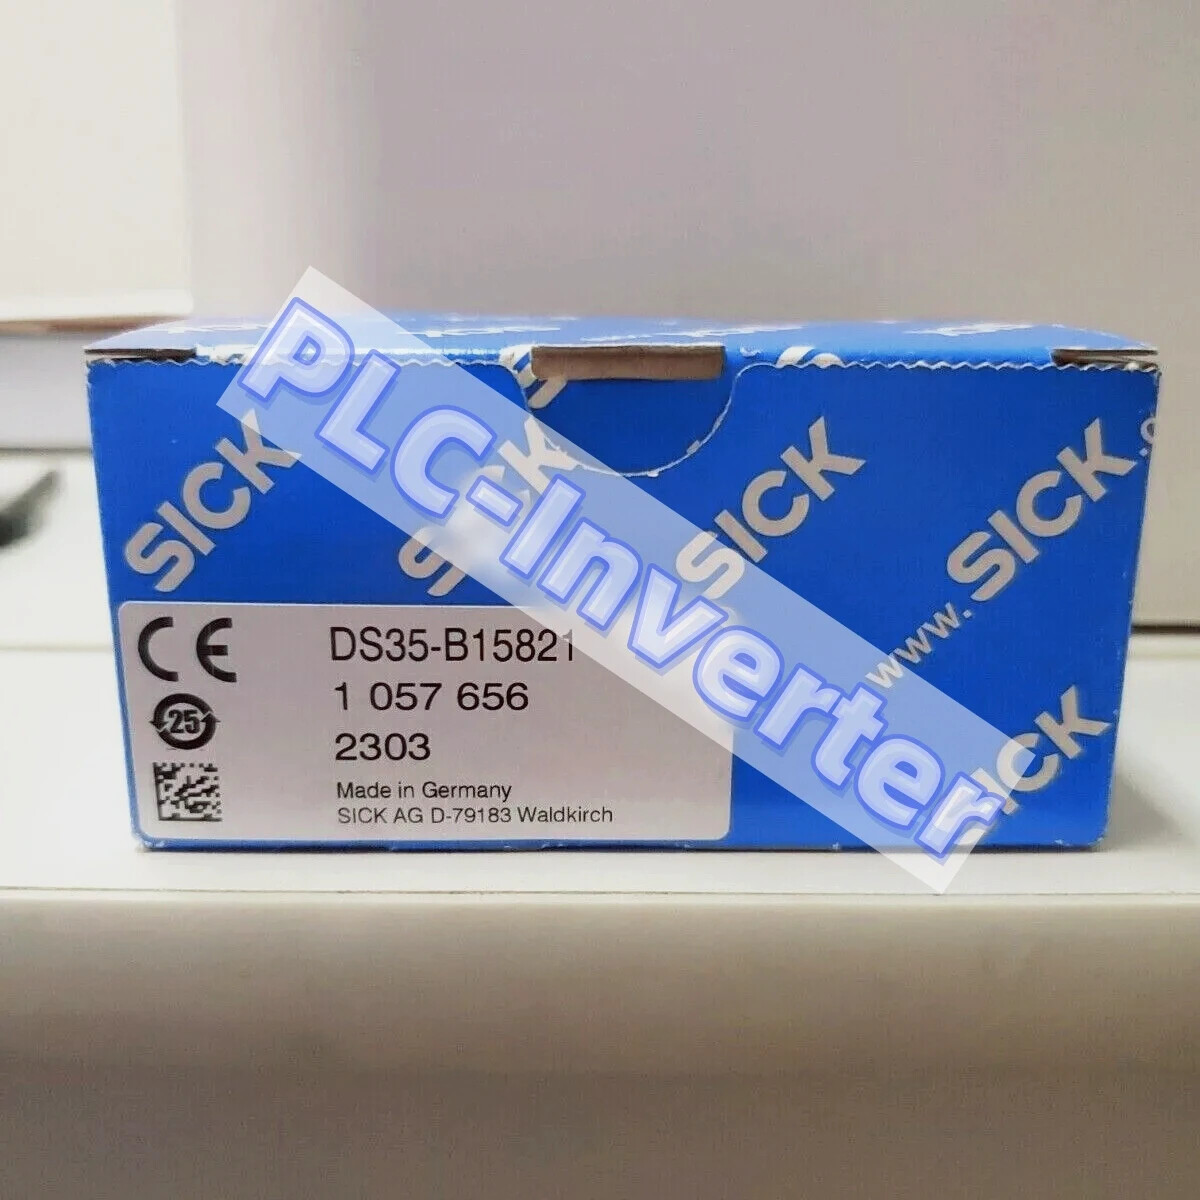 SICK
SICK
SICK
www.SICK.
SICK
PLC-Inverter
CE
25
DS35-B15821
1 057 656
2303
Made in Germany
SICK AG D-79183 Waldkirch